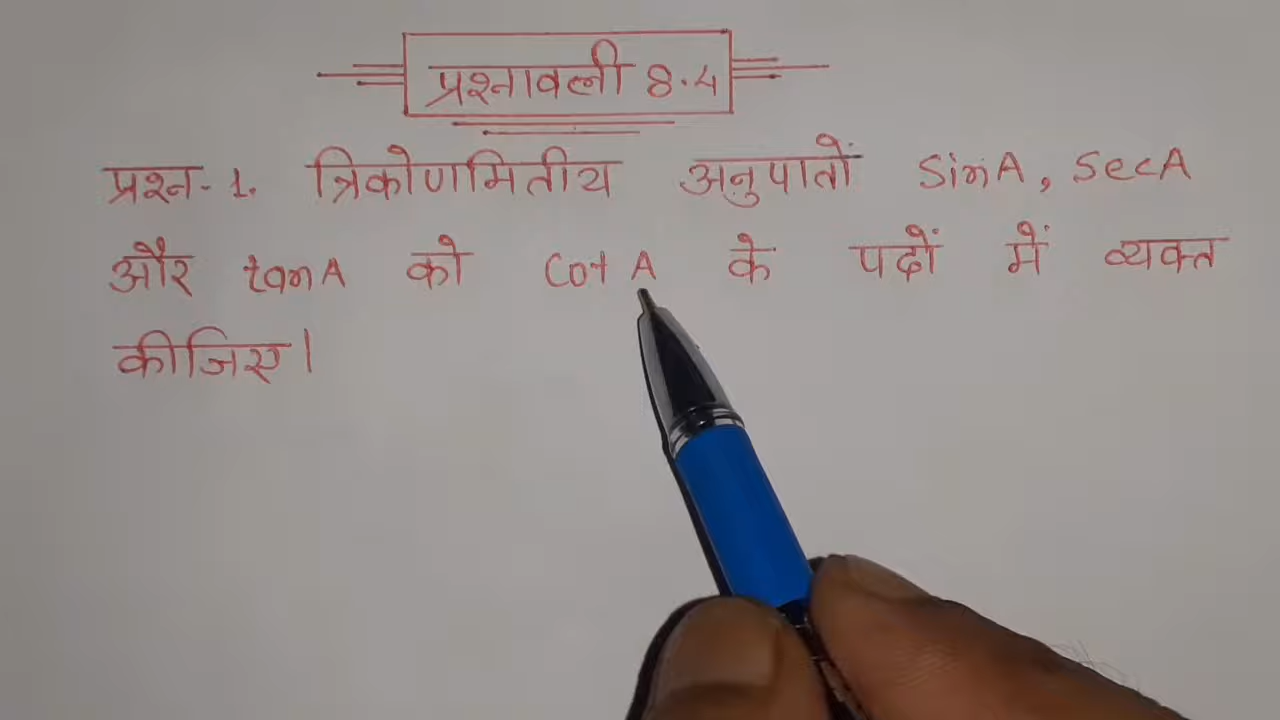 प्रश्नावली 8.4
प्रश्न-1. त्रिकोणमितीय अनुपातों sinA, secA
और tanA को cot A के पदों में व्यक्त
कीजिए।